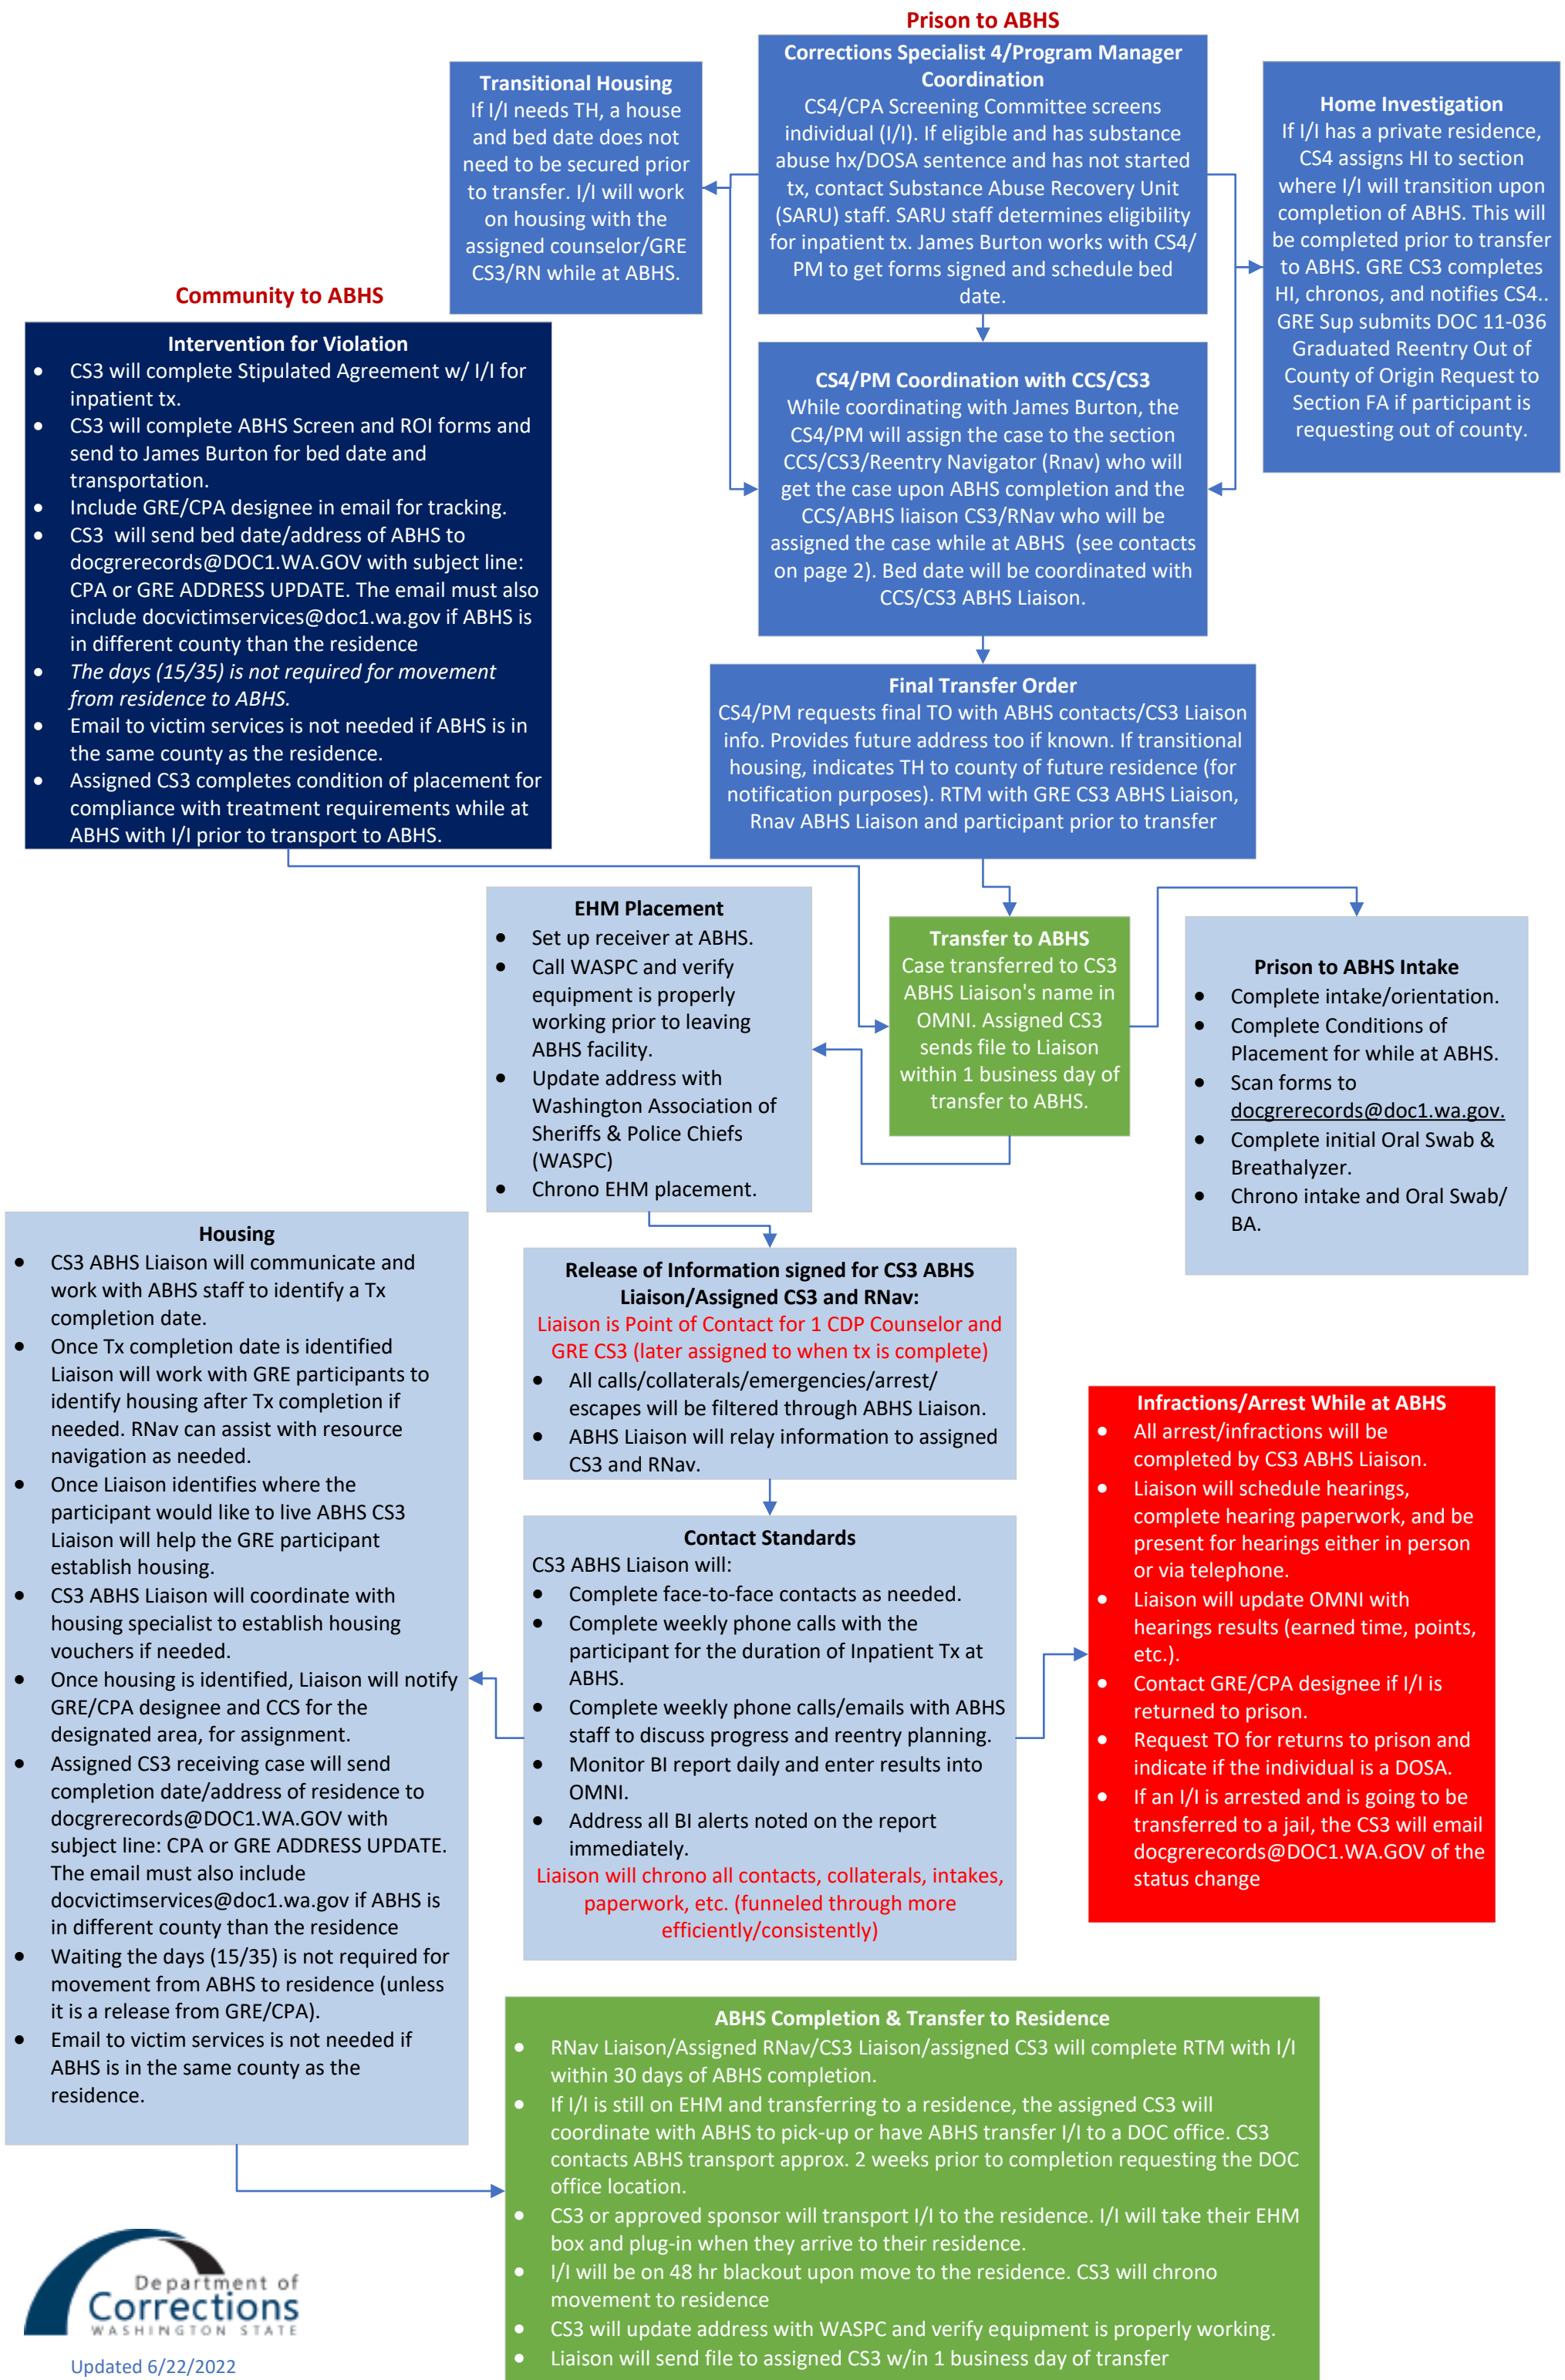 Prison to ABHS
Corrections Specialist 4/Program Manager
Coordination
CS4/CPA Screening Committee screens
individual (I/I). If eligible and has substance
abuse hx/DOSA sentence and has not started
tx, contact Substance Abuse Recovery Unit
(SARU) staff. SARU staff determines eligibility
for inpatient tx. James Burton works with CS4/
PM to get forms signed and schedule bed
date.
Transitional Housing
If I/I needs TH, a house
and bed date does not
need to be secured prior
to transfer. I/I will work
on housing with the
assigned counselor/GRE
CS3/RN while at ABHS.
Home Investigation
If I/I has a private residence,
CS4 assigns HI to section
where I/I will transition upon
completion of ABHS. This will
be completed prior to transfer
to ABHS. GRE CS3 completes
HI, chronos, and notifies CS4..
GRE Sup submits DOC 11-036
Graduated Reentry Out of
County of Origin Request to
Section FA if participant is
requesting out of county.
Community to ABHS
Intervention for Violation
• CS3 will complete Stipulated Agreement w/ I/I for
inpatient tx.
• CS3 will complete ABHS Screen and ROI forms and
send to James Burton for bed date and
transportation.
• Include GRE/CPA designee in email for tracking.
• CS3  will send bed date/address of ABHS to
docgrerecords@DOC1.WA.GOV with subject line:
CPA or GRE ADDRESS UPDATE. The email must also
include docvictimservices@doc1.wa.gov if ABHS is
in different county than the residence
• The days (15/35) is not required for movement
from residence to ABHS.
• Email to victim services is not needed if ABHS is in
the same county as the residence.
• Assigned CS3 completes condition of placement for
compliance with treatment requirements while at
ABHS with I/I prior to transport to ABHS.
CS4/PM Coordination with CCS/CS3
While coordinating with James Burton, the
CS4/PM will assign the case to the section
CCS/CS3/Reentry Navigator (Rnav) who will
get the case upon ABHS completion and the
CCS/ABHS liaison CS3/RNav who will be
assigned the case while at ABHS  (see contacts
on page 2). Bed date will be coordinated with
CCS/CS3 ABHS Liaison.
Final Transfer Order
CS4/PM requests final TO with ABHS contacts/CS3 Liaison
info. Provides future address too if known. If transitional
housing, indicates TH to county of future residence (for
notification purposes). RTM with GRE CS3 ABHS Liaison,
Rnav ABHS Liaison and participant prior to transfer
EHM Placement
• Set up receiver at ABHS.
• Call WASPC and verify
equipment is properly
working prior to leaving
ABHS facility.
• Update address with
Washington Association of
Sheriffs & Police Chiefs
(WASPC)
• Chrono EHM placement.
Transfer to ABHS
Case transferred to CS3
ABHS Liaison's name in
OMNI. Assigned CS3
sends file to Liaison
within 1 business day of
transfer to ABHS.
Prison to ABHS Intake
• Complete intake/orientation.
• Complete Conditions of
Placement for while at ABHS.
• Scan forms to
docgrerecords@doc1.wa.gov.
• Complete initial Oral Swab &
Breathalyzer.
• Chrono intake and Oral Swab/
BA.
Housing
• CS3 ABHS Liaison will communicate and
work with ABHS staff to identify a Tx
completion date.
• Once Tx completion date is identified
Liaison will work with GRE participants to
identify housing after Tx completion if
needed. RNav can assist with resource
navigation as needed.
• Once Liaison identifies where the
participant would like to live ABHS CS3
Liaison will help the GRE participant
establish housing.
• CS3 ABHS Liaison will coordinate with
housing specialist to establish housing
vouchers if needed.
• Once housing is identified, Liaison will notify
GRE/CPA designee and CCS for the
designated area, for assignment.
• Assigned CS3 receiving case will send
completion date/address of residence to
docgrerecords@DOC1.WA.GOV with
subject line: CPA or GRE ADDRESS UPDATE.
The email must also include
docvictimservices@doc1.wa.gov if ABHS is
in different county than the residence
• Waiting the days (15/35) is not required for
movement from ABHS to residence (unless
it is a release from GRE/CPA).
• Email to victim services is not needed if
ABHS is in the same county as the
residence.
Release of Information signed for CS3 ABHS
Liaison/Assigned CS3 and RNav:
Liaison is Point of Contact for 1 CDP Counselor and
GRE CS3 (later assigned to when tx is complete)
• All calls/collaterals/emergencies/arrest/
escapes will be filtered through ABHS Liaison.
• ABHS Liaison will relay information to assigned
CS3 and RNav.
Contact Standards
CS3 ABHS Liaison will:
• Complete face-to-face contacts as needed.
• Complete weekly phone calls with the
participant for the duration of Inpatient Tx at
ABHS.
• Complete weekly phone calls/emails with ABHS
staff to discuss progress and reentry planning.
• Monitor BI report daily and enter results into
OMNI.
• Address all BI alerts noted on the report
immediately.
Liaison will chrono all contacts, collaterals, intakes,
paperwork, etc. (funneled through more
efficiently/consistently)
Infractions/Arrest While at ABHS
• All arrest/infractions will be
completed by CS3 ABHS Liaison.
• Liaison will schedule hearings,
complete hearing paperwork, and be
present for hearings either in person
or via telephone.
• Liaison will update OMNI with
hearings results (earned time, points,
etc.).
• Contact GRE/CPA designee if I/I is
returned to prison.
• Request TO for returns to prison and
indicate if the individual is a DOSA.
• If an I/I is arrested and is going to be
transferred to a jail, the CS3 will email
docgrerecords@DOC1.WA.GOV of the
status change
ABHS Completion & Transfer to Residence
• RNav Liaison/Assigned RNav/CS3 Liaison/assigned CS3 will complete RTM with I/I
within 30 days of ABHS completion.
• If I/I is still on EHM and transferring to a residence, the assigned CS3 will
coordinate with ABHS to pick-up or have ABHS transfer I/I to a DOC office. CS3
contacts ABHS transport approx. 2 weeks prior to completion requesting the DOC
office location.
• CS3 or approved sponsor will transport I/I to the residence. I/I will take their EHM
box and plug-in when they arrive to their residence.
• I/I will be on 48 hr blackout upon move to the residence. CS3 will chrono
movement to residence
• CS3 will update address with WASPC and verify equipment is properly working.
• Liaison will send file to assigned CS3 w/in 1 business day of transfer
Department of
Corrections
WASHINGTON STATE
Updated 6/22/2022